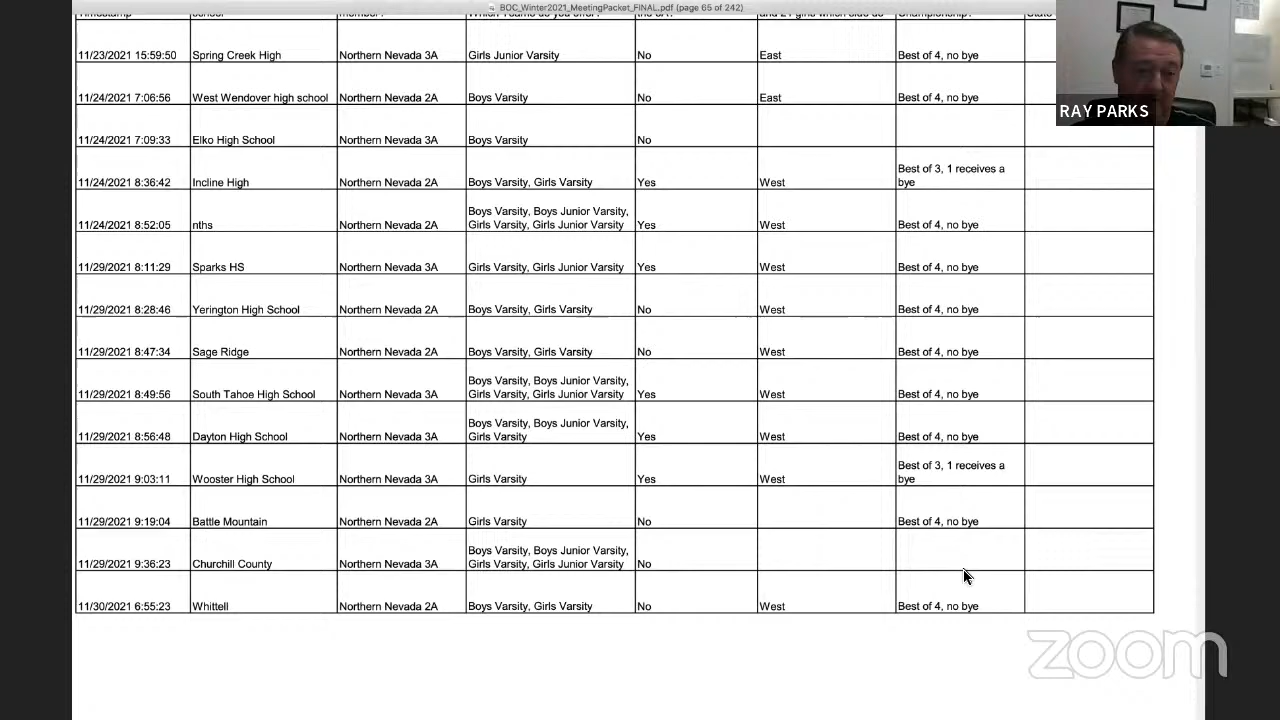 BOC_Winter2021_MeetingPacket_FINAL.pdf (page 65 of 242)
11/23/2021 15:59:50 Spring Creek High Northern Nevada 3A Girls Junior Varsity No East Best of 4, no bye
11/24/2021 7:06:56 West Wendover high school Northern Nevada 2A Boys Varsity No East Best of 4, no bye
11/24/2021 7:09:33 Elko High School Northern Nevada 3A Boys Varsity No
Best of 3, 1 receives a
11/24/2021 8:36:42 Incline High Northern Nevada 2A Boys Varsity, Girls Varsity Yes West bye
Boys Varsity, Boys Junior Varsity,
11/24/2021 8:52:05 nths Northern Nevada 2A Girls Varsity, Girls Junior Varsity Yes West Best of 4, no bye
11/29/2021 8:11:29 Sparks HS Northern Nevada 3A Girls Varsity, Girls Junior Varsity Yes West Best of 4, no bye
11/29/2021 8:28:46 Yerington High School Northern Nevada 2A Boys Varsity, Girls Varsity No West Best of 4, no bye
11/29/2021 8:47:34 Sage Ridge Northern Nevada 2A Boys Varsity, Girls Varsity No West Best of 4, no bye
Boys Varsity, Boys Junior Varsity,
11/29/2021 8:49:56 South Tahoe High School Northern Nevada 3A Girls Varsity, Girls Junior Varsity Yes West Best of 4, no bye
Boys Varsity, Boys Junior Varsity,
11/29/2021 8:56:48 Dayton High School Northern Nevada 3A Girls Varsity Yes West Best of 4, no bye
Best of 3, 1 receives a
11/29/2021 9:03:11 Wooster High School Northern Nevada 3A Girls Varsity Yes West bye
11/29/2021 9:19:04 Battle Mountain Northern Nevada 2A Girls Varsity No Best of 4, no bye
Boys Varsity, Boys Junior Varsity,
11/29/2021 9:36:23 Churchill County Northern Nevada 3A Girls Varsity, Girls Junior Varsity No
11/30/2021 6:55:23 Whittell Northern Nevada 2A Boys Varsity, Girls Varsity No West Best of 4, no bye
RAY PARKS
zoom